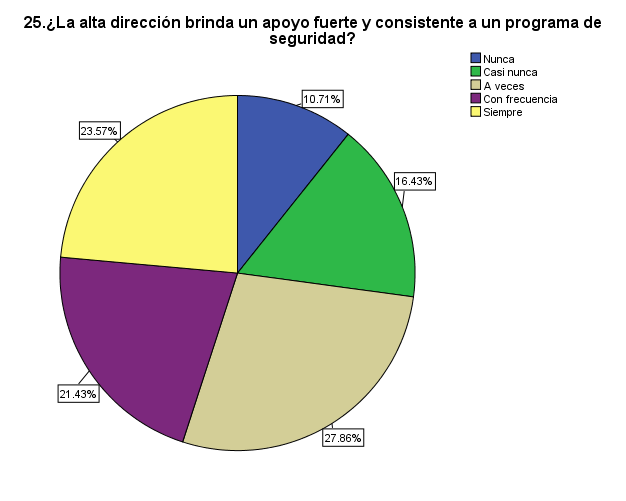 25.¿La alta dirección brinda un apoyo fuerte y consistente a un programa de
seguridad?
Nunca
Casi nunca
A veces
Con frecuencia
Siempre
10.71%
23.57%
16.43%
21.43%
27.86%